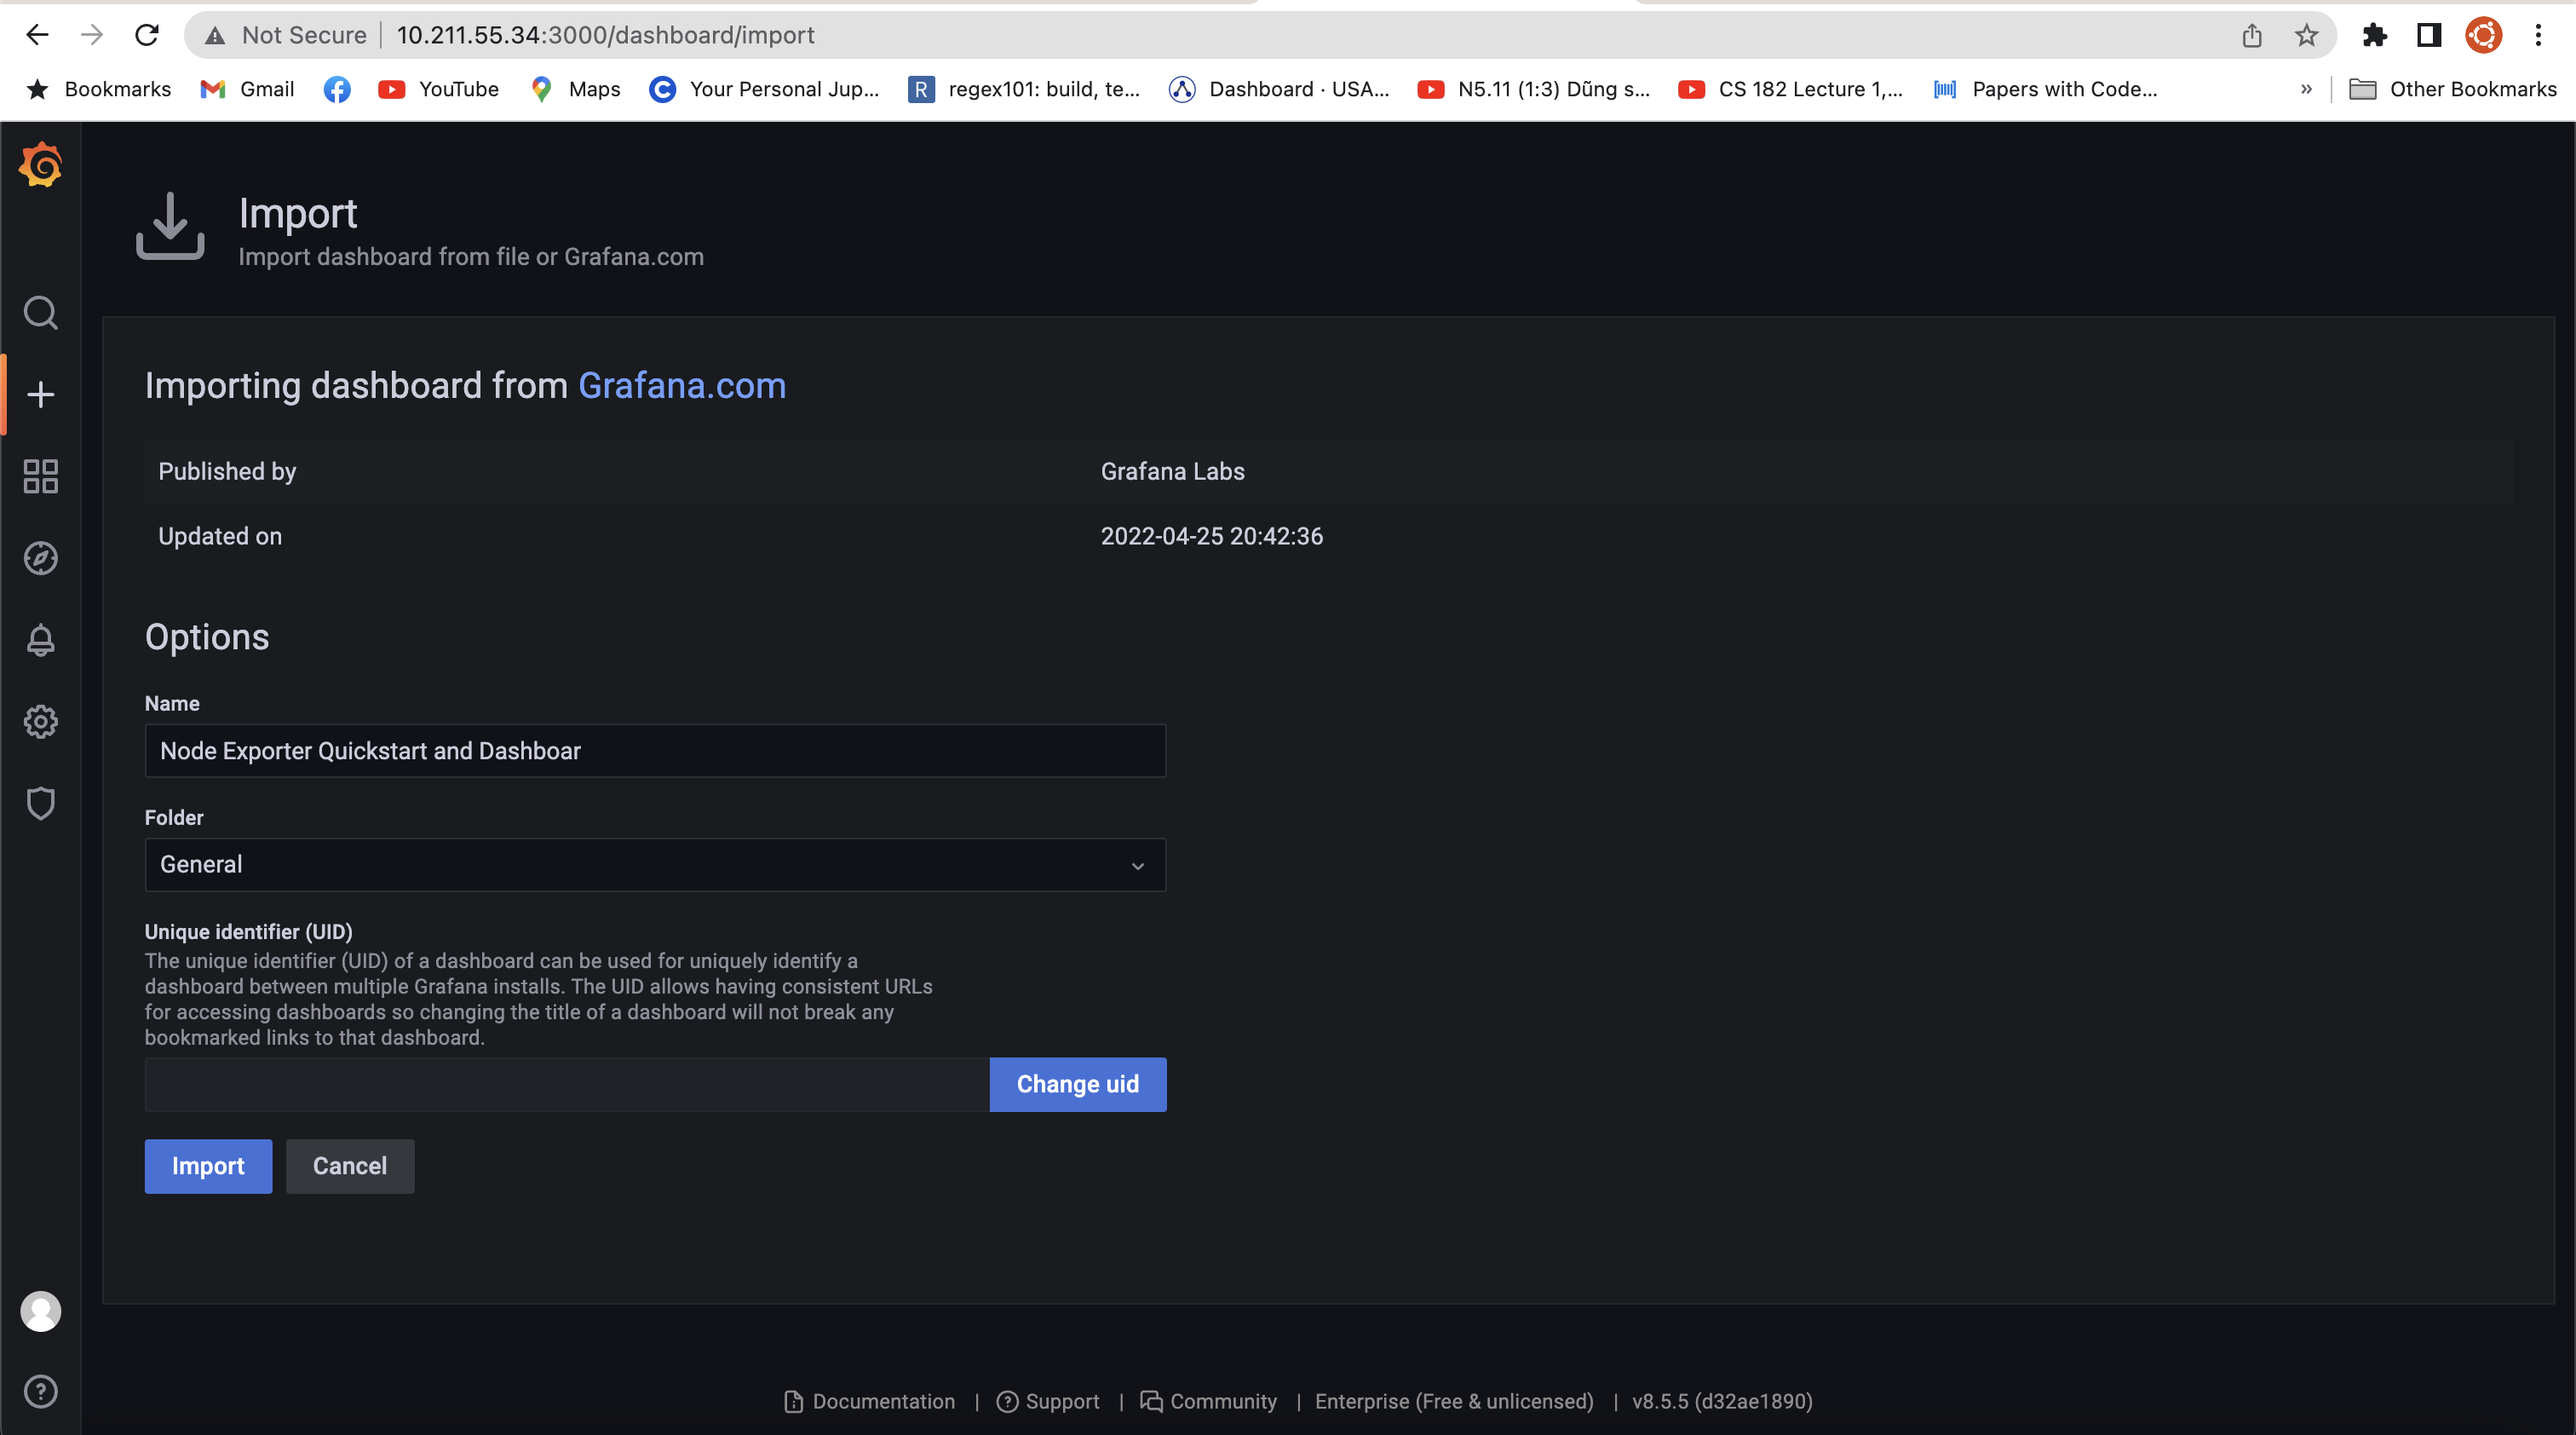 Not Secure 10.211.55.34:3000/dashboard/import
Bookmarks Gmail YouTube Maps Your Personal Jup... regex101: build, te... Dashboard · USA... N5.11 (1:3) Dũng s... CS 182 Lecture 1,... Papers with Code... » Other Bookmarks
Import
Import dashboard from file or Grafana.com
Importing dashboard from Grafana.com
Published by Grafana Labs
Updated on 2022-04-25 20:42:36
Options
Name
Node Exporter Quickstart and Dashboar
Folder
General
Unique identifier (UID)
The unique identifier (UID) of a dashboard can be used for uniquely identify a
dashboard between multiple Grafana installs. The UID allows having consistent URLs
for accessing dashboards so changing the title of a dashboard will not break any
bookmarked links to that dashboard.
Change uid
Import Cancel
Documentation | Support | Community | Enterprise (Free & unlicensed) | v8.5.5 (d32ae1890)